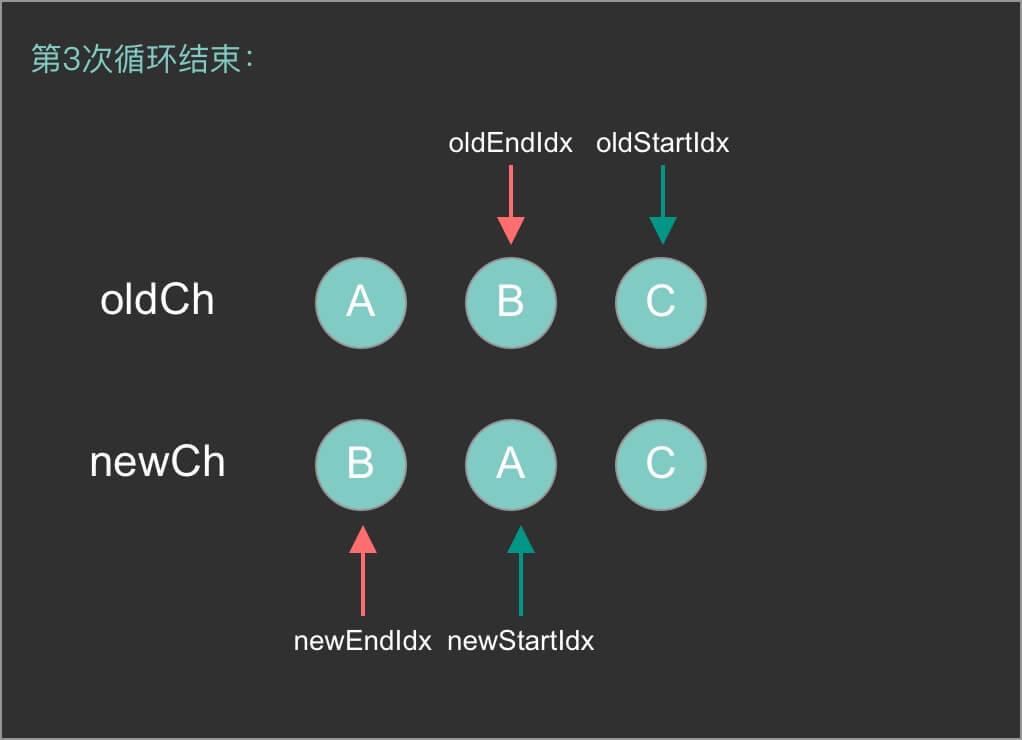 第3次循环结束：
oldEndIdx oldStartIdx
oldCh A B C
newCh B A C
newEndIdx newStartIdx